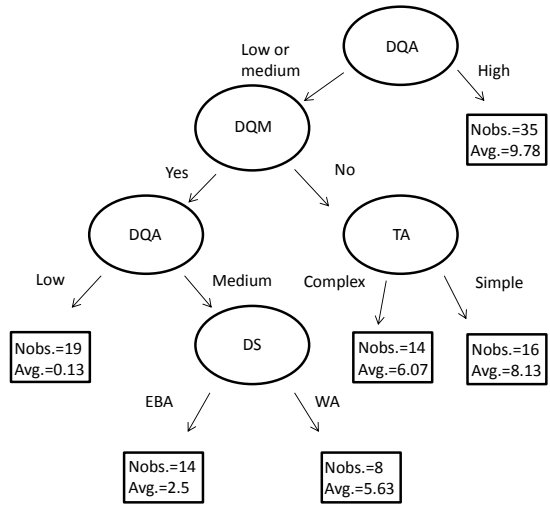 DQA
Low or
medium
High
DQM
Nobs.=35
Avg.=9.78
Yes
No
DQA
TA
Low
Medium
Complex
Simple
Nobs.=19
Avg.=0.13
DS
Nobs.=14
Avg.=6.07
Nobs.=16
Avg.=8.13
EBA
WA
Nobs.=14
Avg.=2.5
Nobs.=8
Avg.=5.63